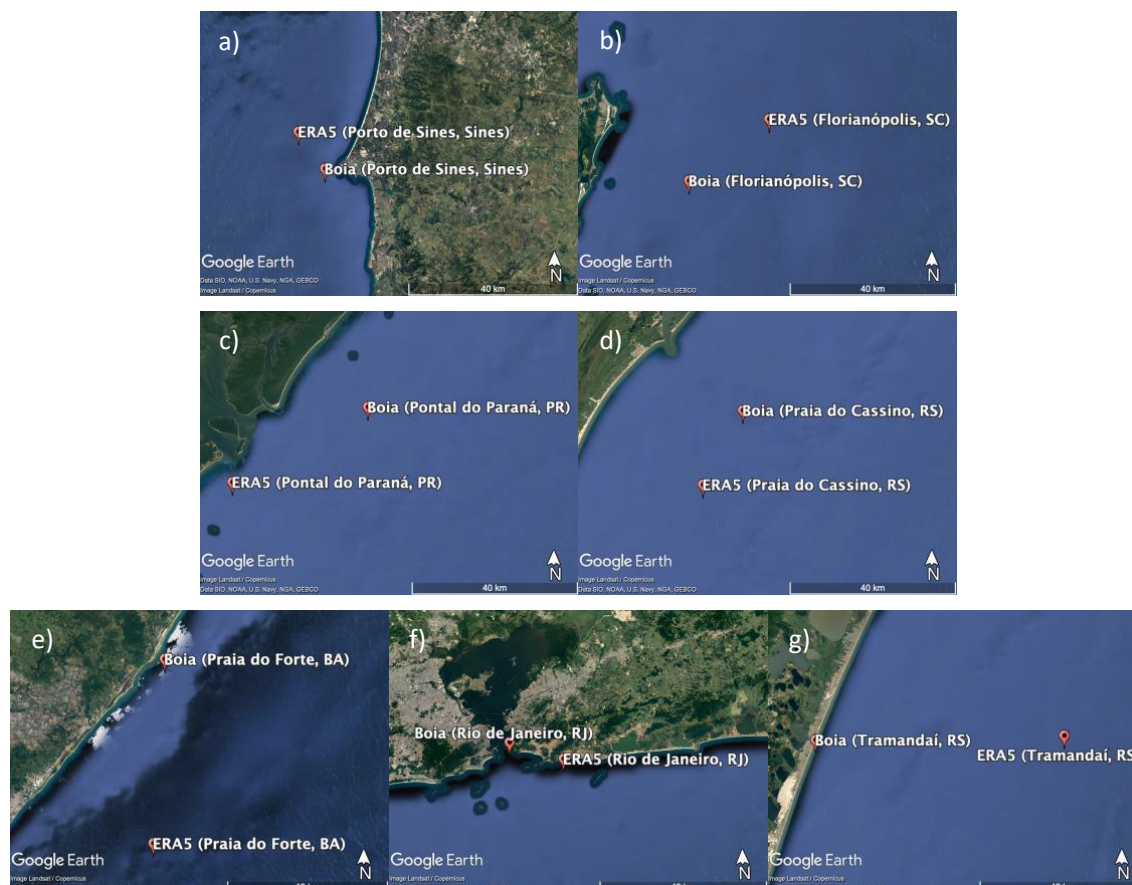 a)
ERA5 (Porto de Sines, Sines)
Boia (Porto de Sines, Sines)
Google Earth
Data SIO, NOAA, U.S. Navy, NGA, GEBCO
Image Landsat / Copernicus
N
40 km
b)
ERA5 (Florianópolis, SC)
Boia (Florianópolis, SC)
Google Earth
Data SIO, NOAA, U.S. Navy, NGA, GEBCO
Image Landsat / Copernicus
N
40 km
c)
Boia (Pontal do Paraná, PR)
ERA5 (Pontal do Paraná, PR)
Google Earth
Image Landsat / Copernicus
Data SIO, NOAA, U.S. Navy, NGA, GEBCO
N
40 km
d)
Boia (Praia do Cassino, RS)
ERA5 (Praia do Cassino, RS)
Google Earth
Image Landsat / Copernicus
Data SIO, NOAA, U.S. Navy, NGA, GEBCO
N
40 km
e)
Boia (Praia do Forte, BA)
ERA5 (Praia do Forte, BA)
Google Earth
Image Landsat / Copernicus
N
f)
Boia (Rio de Janeiro, RJ)
ERA5 (Rio de Janeiro, RJ)
Google Earth
Image Landsat / Copernicus
N
g)
Boia (Tramandaí, RS)
ERA5 (Tramandaí, RS
Google Earth
Image Landsat / Copernicus
N